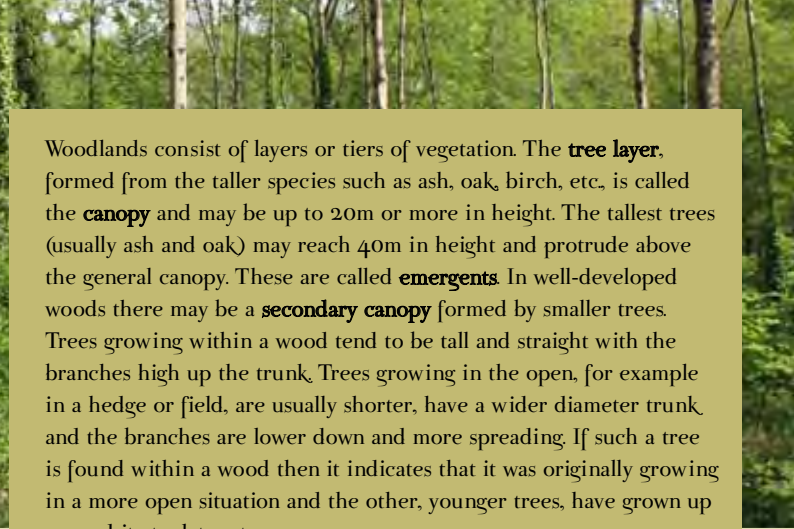 Woodlands consist of layers or tiers of vegetation. The tree layer,
formed from the taller species such as ash, oak, birch, etc., is called
the canopy and may be up to 20m or more in height. The tallest trees
(usually ash and oak) may reach 40m in height and protrude above
the general canopy. These are called emergents. In well-developed
woods there may be a secondary canopy formed by smaller trees.
Trees growing within a wood tend to be tall and straight with the
branches high up the trunk. Trees growing in the open, for example
in a hedge or field, are usually shorter, have a wider diameter trunk
and the branches are lower down and more spreading. If such a tree
is found within a wood then it indicates that it was originally growing
in a more open situation and the other, younger trees, have grown up